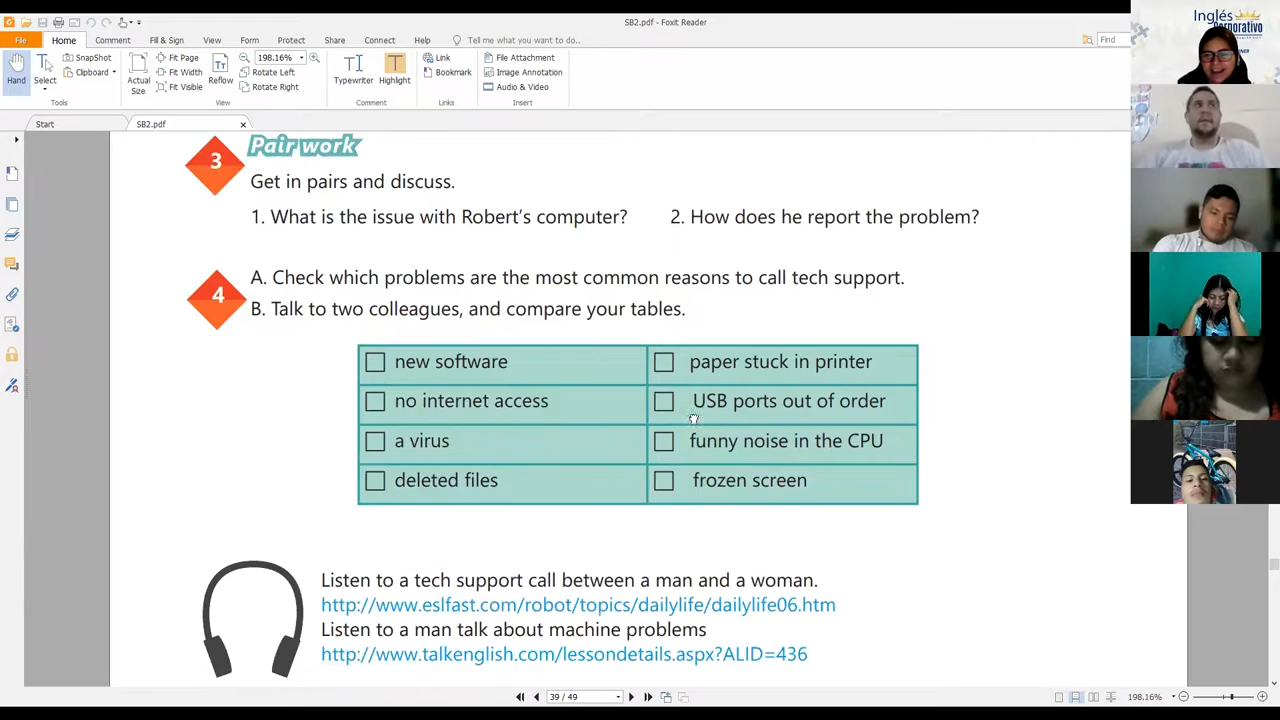 SB2.pdf - Foxit Reader
File Home Comment Fill & Sign View Form Protect Share Connect Help Tell me what you want to do.. Find
Hand
Select
SnapShot
Clipboard
Actual Size
Fit Page
Fit Width
Fit Visible
Reflow
198.16%
Rotate Left
Rotate Right
Typewriter
Highlight
Link
Bookmark
File Attachment
Image Annotation
Audio & Video
Tools View Comment Links Insert
Start SB2.pdf
Inglés
Corporativo
3 Pair work
Get in pairs and discuss.
1. What is the issue with Robert's computer? 2. How does he report the problem?
4 A. Check which problems are the most common reasons to call tech support.
B. Talk to two colleagues, and compare your tables.
new software paper stuck in printer
no internet access USB ports out of order
a virus funny noise in the CPU
deleted files frozen screen
Listen to a tech support call between a man and a woman.
http://www.eslfast.com/robot/topics/dailylife/dailylife06.htm
Listen to a man talk about machine problems
http://www.talkenglish.com/lessondetails.aspx?ALID=436
39 / 49 198.16%